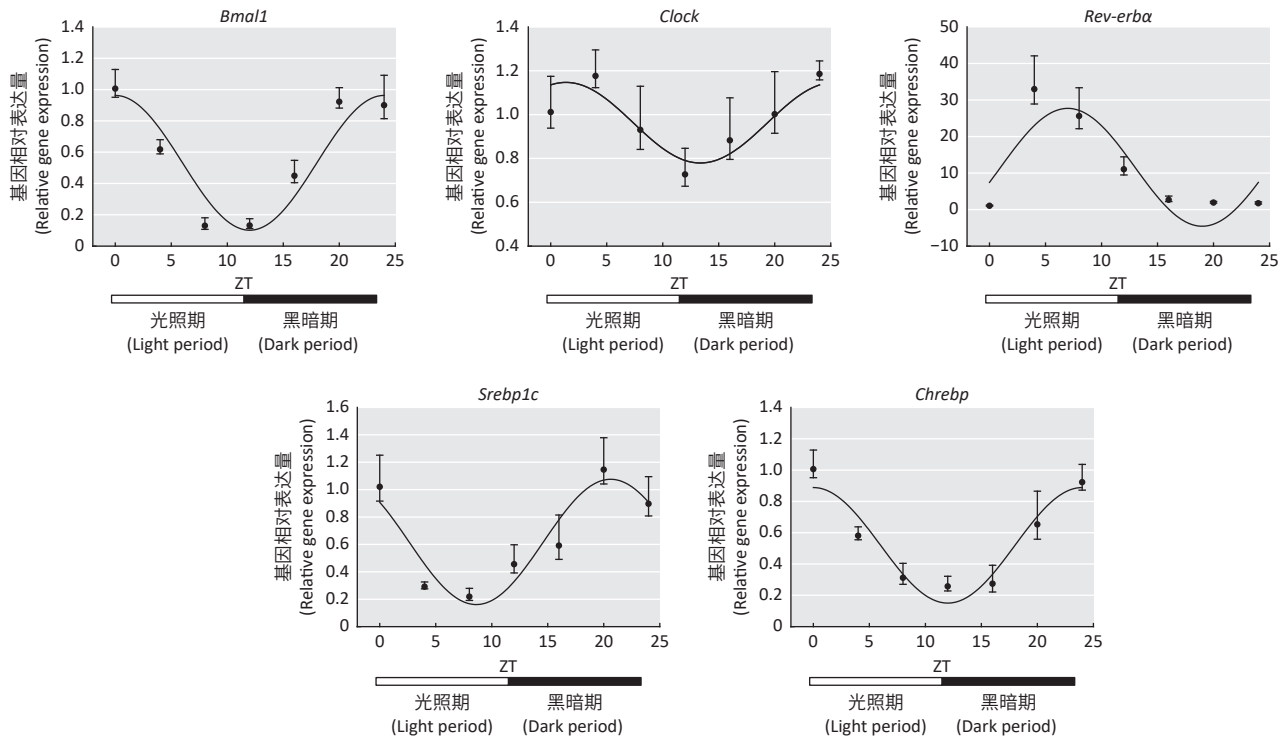 Bmal1
1.4
1.2
1.0
0.8
0.6
0.4
0.2
0
基因相对表达量
(Relative gene expression)
0 5 10 15 20 25
ZT
光照期 黑暗期
(Light period) (Dark period)
Clock
1.4
1.2
1.0
0.8
0.6
0.4
基因相对表达量
(Relative gene expression)
0 5 10 15 20 25
ZT
光照期 黑暗期
(Light period) (Dark period)
Rev-erbα
50
40
30
20
10
0
−10
基因相对表达量
(Relative gene expression)
0 5 10 15 20 25
ZT
光照期 黑暗期
(Light period) (Dark period)
Srebp1c
1.6
1.4
1.2
1.0
0.8
0.6
0.4
0.2
0
基因相对表达量
(Relative gene expression)
0 5 10 15 20 25
ZT
光照期 黑暗期
(Light period) (Dark period)
Chrebp
1.4
1.2
1.0
0.8
0.6
0.4
0.2
0
基因相对表达量
(Relative gene expression)
0 5 10 15 20 25
ZT
光照期 黑暗期
(Light period) (Dark period)